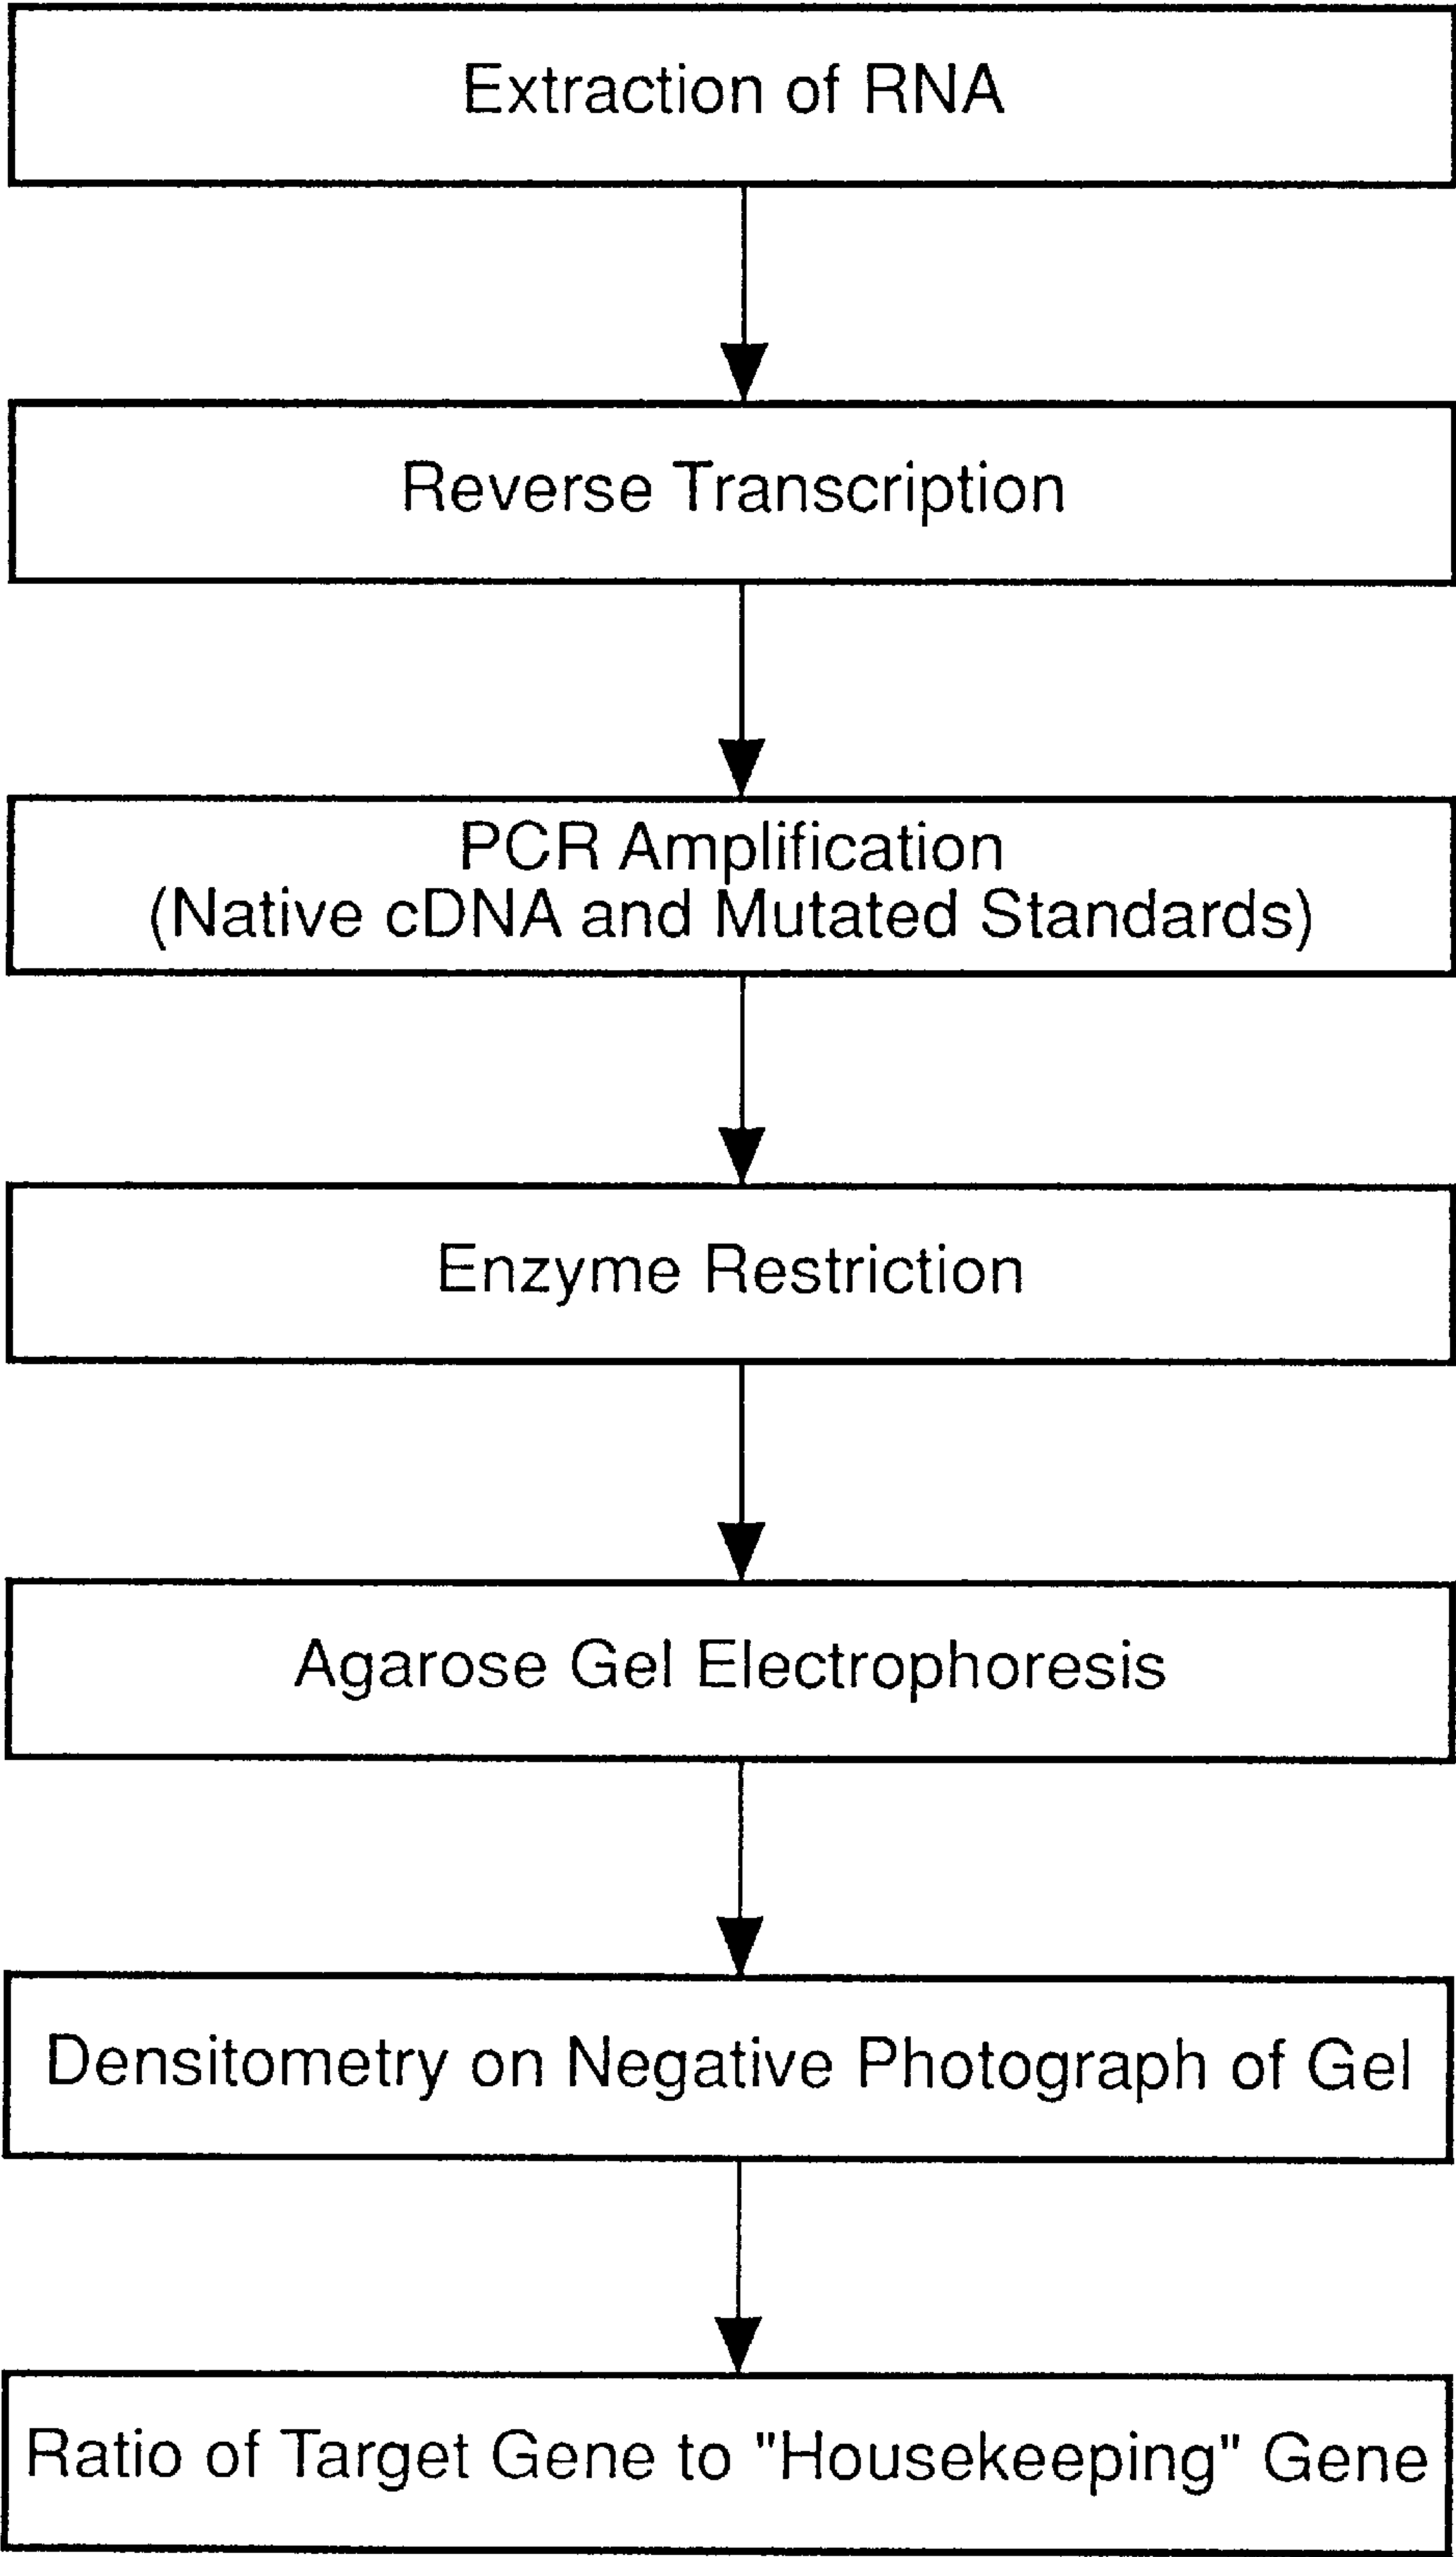 Extraction of RNA
Reverse Transcription
PCR Amplification
(Native cDNA and Mutated Standards)
Enzyme Restriction
Agarose Gel Electrophoresis
Densitometry on Negative Photograph of Gel
Ratio of Target Gene to "Housekeeping" Gene